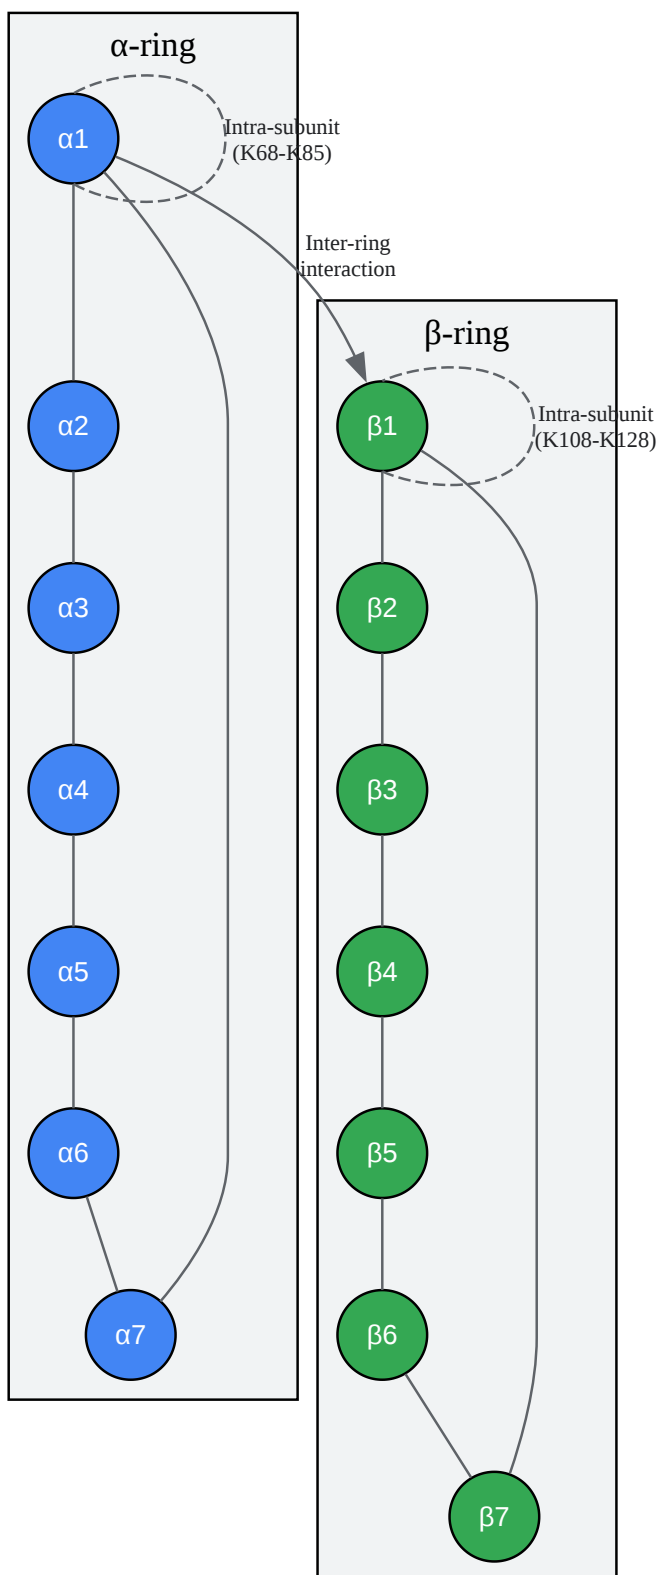 α-ring
α1
Intra-subunit
(K68-K85)
Inter-ring
interaction
α2
α3
α4
α5
α6
α7
β-ring
β1
Intra-subunit
(K108-K128)
β2
β3
β4
β5
β6
β7